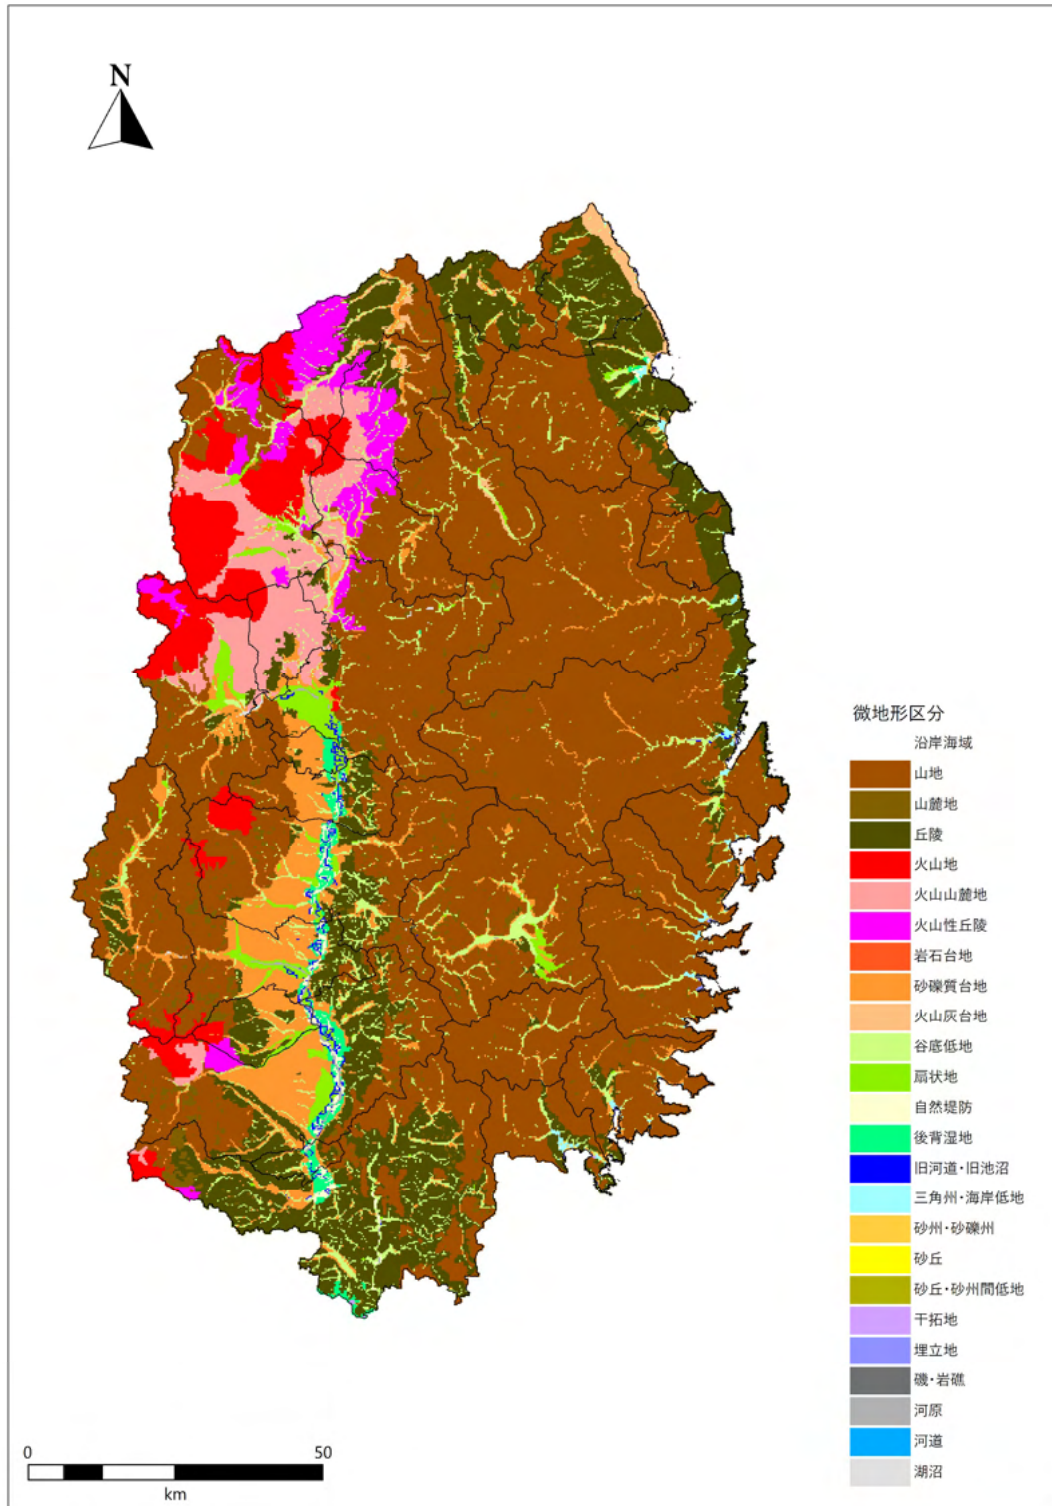 N
微地形区分
沿岸海域
山地
山麓地
丘陵
火山地
火山山麓地
火山性丘陵
岩石台地
砂礫質台地
火山灰台地
谷底低地
扇状地
自然堤防
後背湿地
旧河道・旧池沼
三角州・海岸低地
砂州・砂礫州
砂丘
砂丘・砂州間低地
干拓地
埋立地
磯・岩礁
河原
河道
湖沼
0 50
km